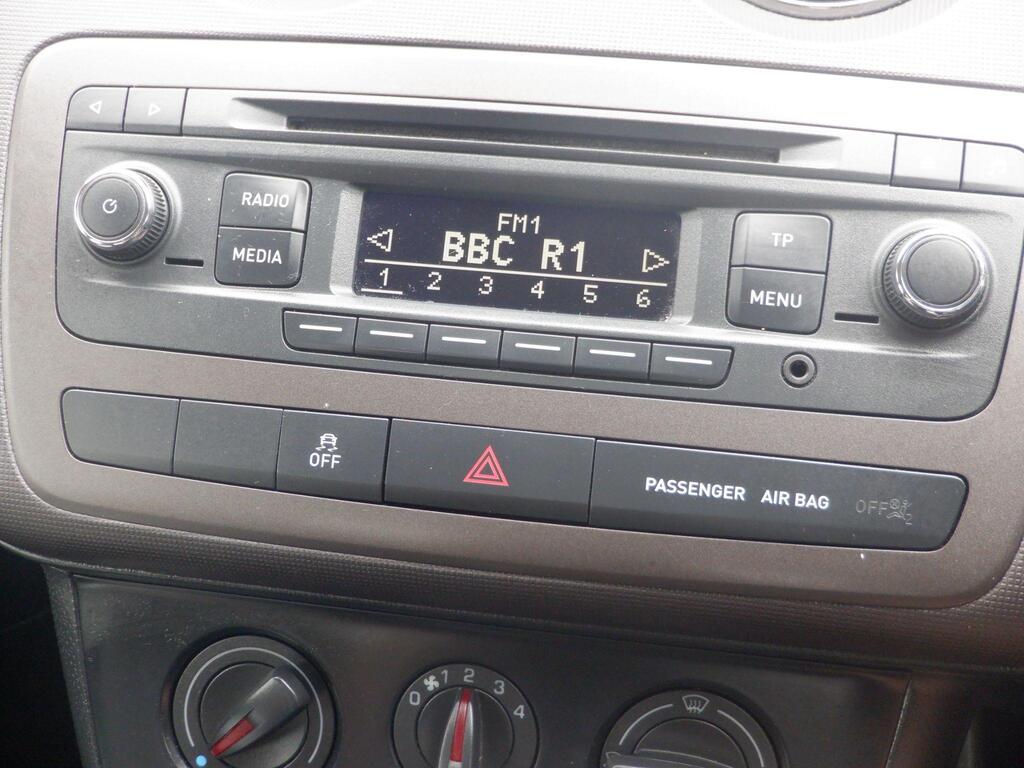 RADIO
MEDIA
FM1
BBC R1
1 2 3 4 5 6
TP
MENU
OFF
PASSENGER AIR BAG OFF
0 1 2 3 4